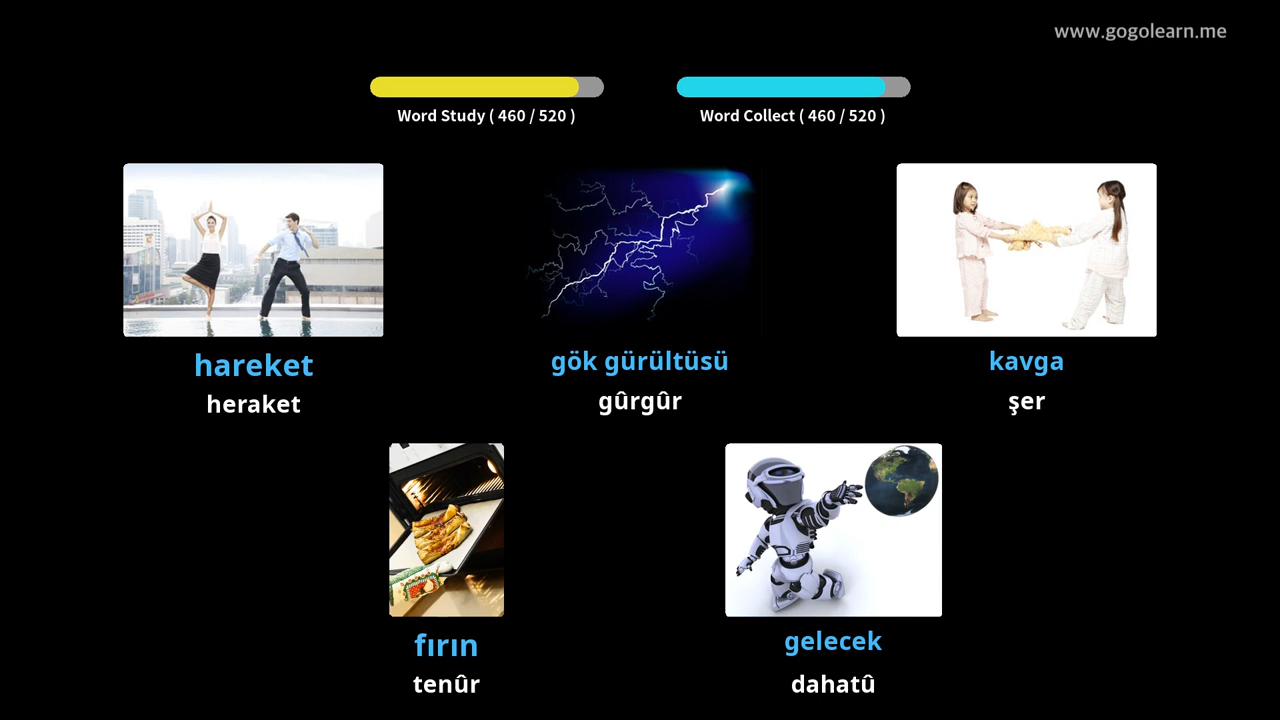 www.gogolearn.me
Word Study ( 460 / 520 )
Word Collect ( 460 / 520 )
hareket
heraket
gök gürültüsü
gûrgûr
kavga
şer
fırın
tenûr
gelecek
dahatû